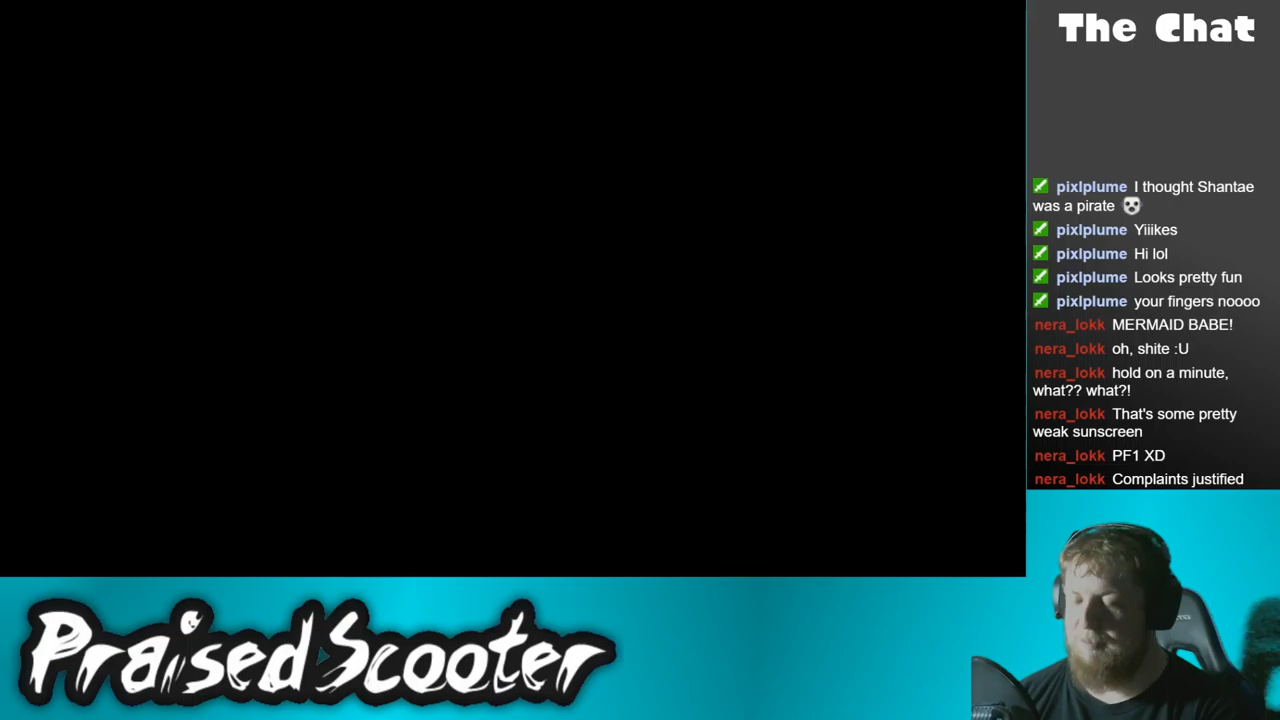 The Chat
pixlplume I thought Shantae
was a pirate
pixlplume Yiiikes
pixlplume Hi lol
pixlplume Looks pretty fun
pixlplume your fingers noooo
nera_lokk MERMAID BABE!
nera_lokk oh, shite :U
nera_lokk hold on a minute,
what?? what?!
nera_lokk That's some pretty
weak sunscreen
nera_lokk PF1 XD
nera_lokk Complaints justified
PraisedScooter